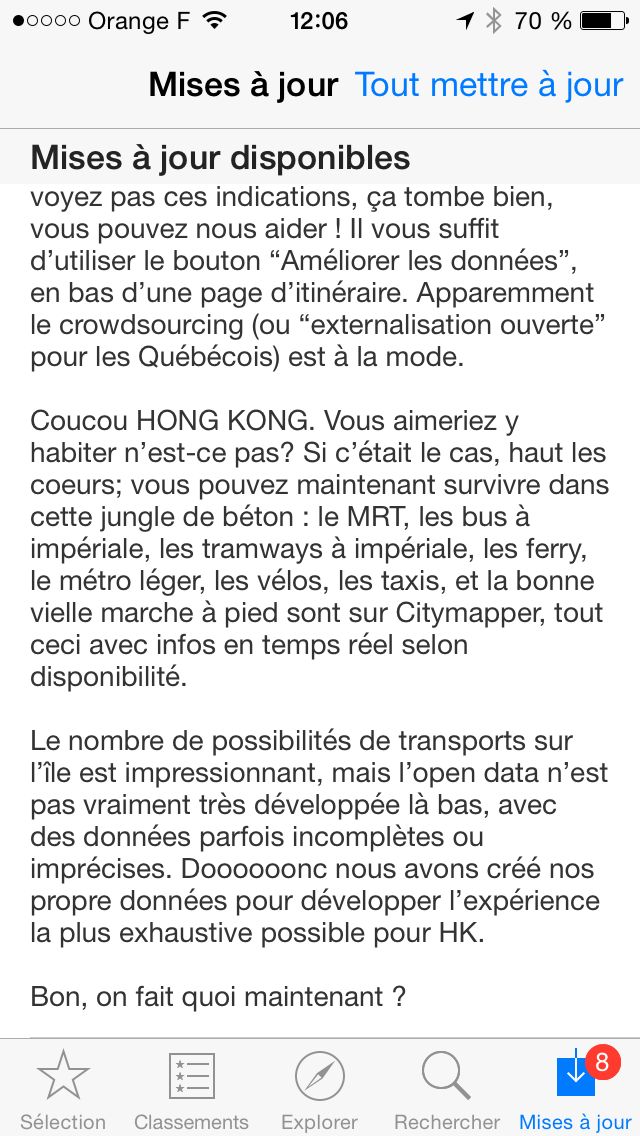 Orange F 12:06 70 %
Mises à jour Tout mettre à jour
Mises à jour disponibles
voyez pas ces indications, ça tombe bien,
vous pouvez nous aider ! Il vous suffit
d’utiliser le bouton “Améliorer les données”,
en bas d’une page d’itinéraire. Apparemment
le crowdsourcing (ou “externalisation ouverte”
pour les Québécois) est à la mode.
Coucou HONG KONG. Vous aimeriez y
habiter n’est-ce pas? Si c’était le cas, haut les
coeurs; vous pouvez maintenant survivre dans
cette jungle de béton : le MRT, les bus à
impériale, les tramways à impériale, les ferry,
le métro léger, les vélos, les taxis, et la bonne
vielle marche à pied sont sur Citymapper, tout
ceci avec infos en temps réel selon
disponibilité.
Le nombre de possibilités de transports sur
l’île est impressionnant, mais l’open data n’est
pas vraiment très développée là bas, avec
des données parfois incomplètes ou
imprécises. Doooooonc nous avons créé nos
propre données pour développer l’expérience
la plus exhaustive possible pour HK.
Bon, on fait quoi maintenant ?
8
Sélection Classements Explorer Rechercher Mises à jour